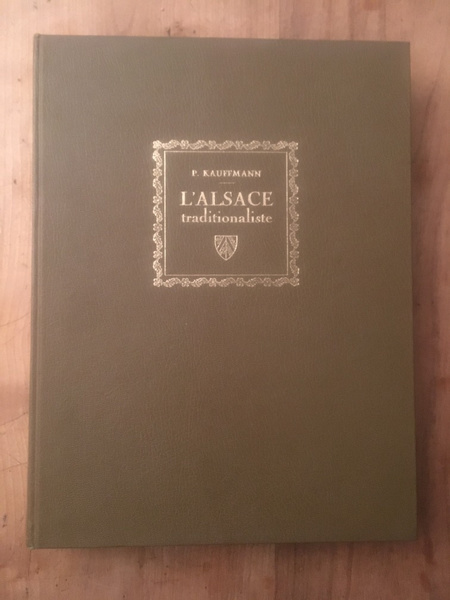 P. KAUFFMANN
L'ALSACE
traditionaliste